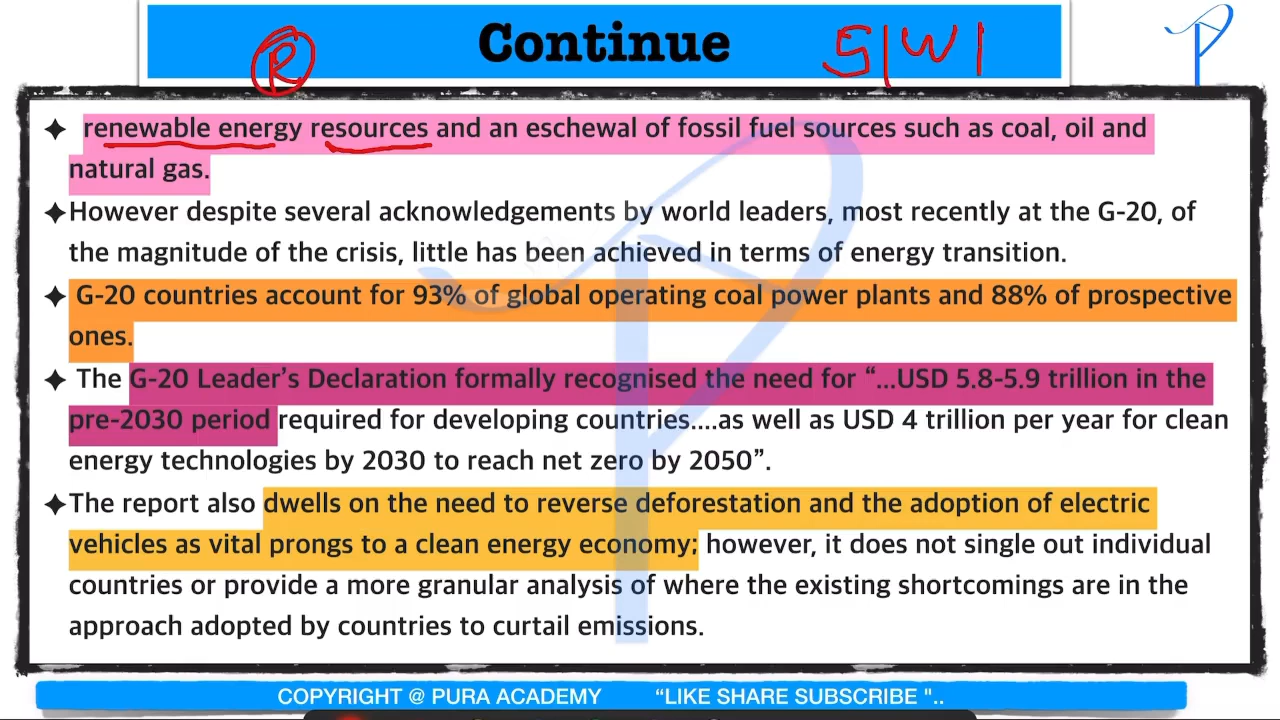 Continue
R
S|W|
P
renewable energy resources and an eschewal of fossil fuel sources such as coal, oil and
natural gas.
However despite several acknowledgements by world leaders, most recently at the G-20, of
the magnitude of the crisis, little has been achieved in terms of energy transition.
G-20 countries account for 93% of global operating coal power plants and 88% of prospective
ones.
The G-20 Leader’s Declaration formally recognised the need for “...USD 5.8-5.9 trillion in the
pre-2030 period required for developing countries....as well as USD 4 trillion per year for clean
energy technologies by 2030 to reach net zero by 2050”.
The report also dwells on the need to reverse deforestation and the adoption of electric
vehicles as vital prongs to a clean energy economy; however, it does not single out individual
countries or provide a more granular analysis of where the existing shortcomings are in the
approach adopted by countries to curtail emissions.
COPYRIGHT @ PURA ACADEMY “LIKE SHARE SUBSCRIBE "..